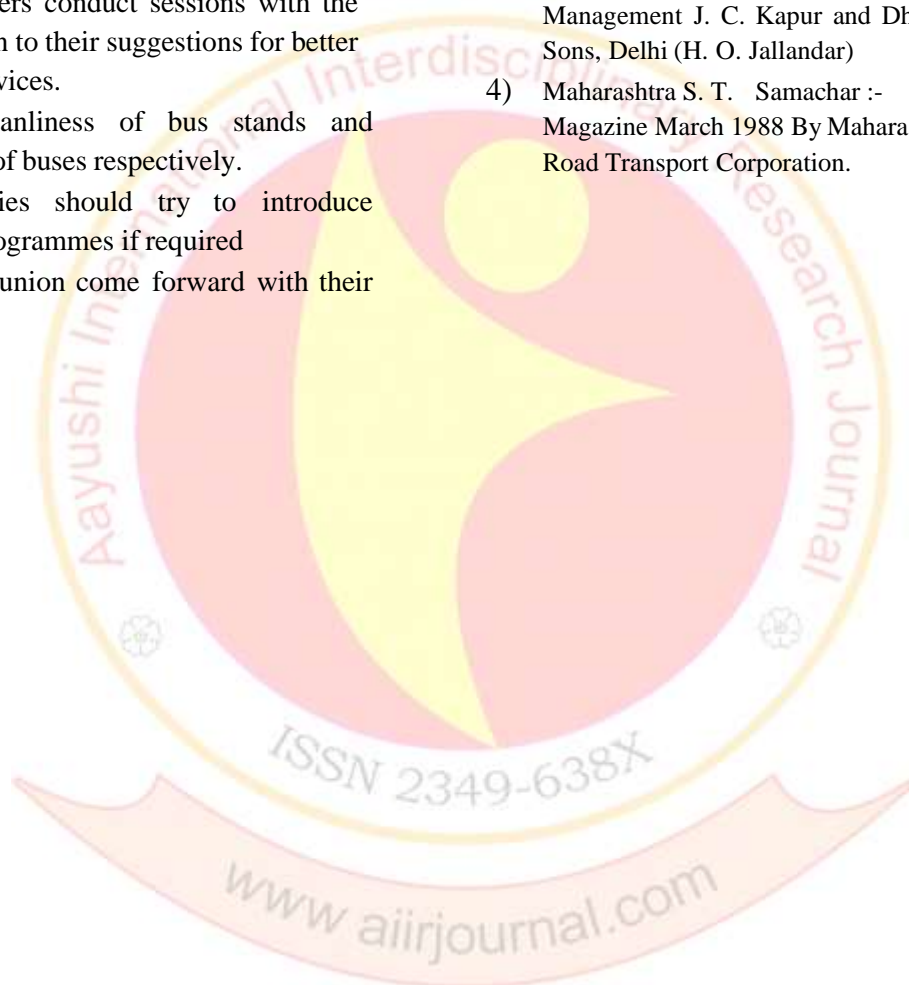 ers conduct sessions with the
n to their suggestions for better
vices.
anliness of bus stands and
of buses respectively.
ies should try to introduce
ogrammes if required
union come forward with their
Management J. C. Kapur and Dh
Sons, Delhi (H. O. Jallandar)
4) Maharashtra S. T. Samachar :-
Magazine March 1988 By Mahara
Road Transport Corporation.
Aayushi International Interdisciplinary Research Journal
ISSN 2349-638X
www aiirjournal.com